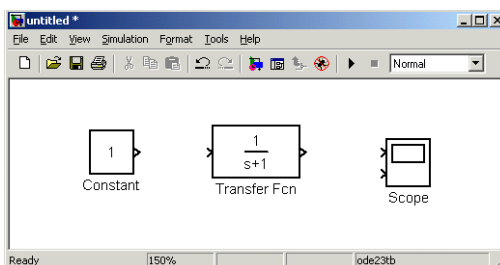 untitled *
File Edit View Simulation Format Tools Help
Normal
1
Constant
1
s+1
Transfer Fcn
Scope
Ready 150% ode23tb